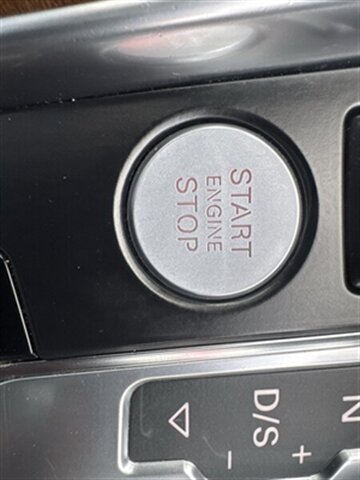 START
ENGINE
STOP
N
D/S
+
-